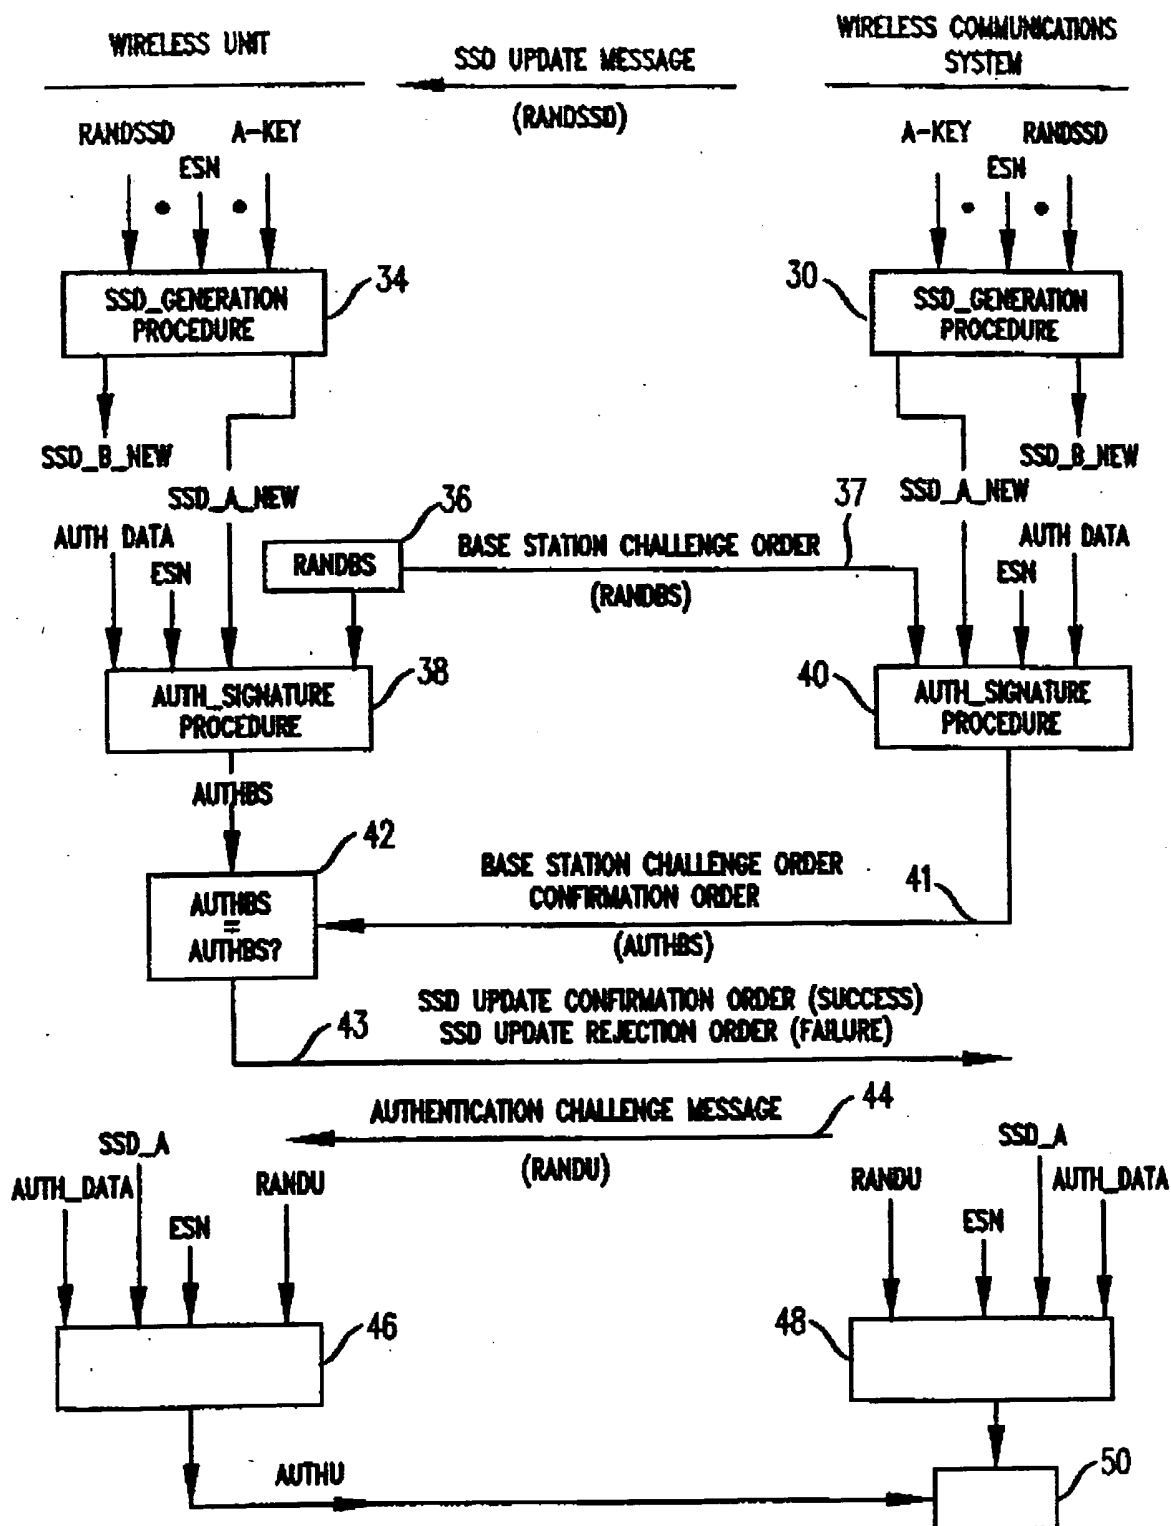 WIRELESS UNIT
SSD UPDATE MESSAGE
(RANDSSD)
WIRELESS COMMUNICATIONS
SYSTEM
RANDSSD
ESN
A-KEY
A-KEY
ESN
RANDSSD
SSD_GENERATION
PROCEDURE
34
30
SSD_GENERATION
PROCEDURE
SSD_B_NEW
SSD_A_NEW
SSD_A_NEW
SSD_B_NEW
AUTH DATA
ESN
RANDBS
36
BASE STATION CHALLENGE ORDER
(RANDBS)
37
ESN
AUTH DATA
AUTH_SIGNATURE
PROCEDURE
38
40
AUTH_SIGNATURE
PROCEDURE
AUTHBS
42
AUTHBS
=
AUTHBS?
BASE STATION CHALLENGE ORDER
CONFIRMATION ORDER
(AUTHBS)
41
SSD UPDATE CONFIRMATION ORDER (SUCCESS)
SSD UPDATE REJECTION ORDER (FAILURE)
43
AUTHENTICATION CHALLENGE MESSAGE
(RANDU)
44
AUTH_DATA
SSD_A
ESN
RANDU
RANDU
ESN
SSD_A
AUTH_DATA
46
48
AUTHU
50